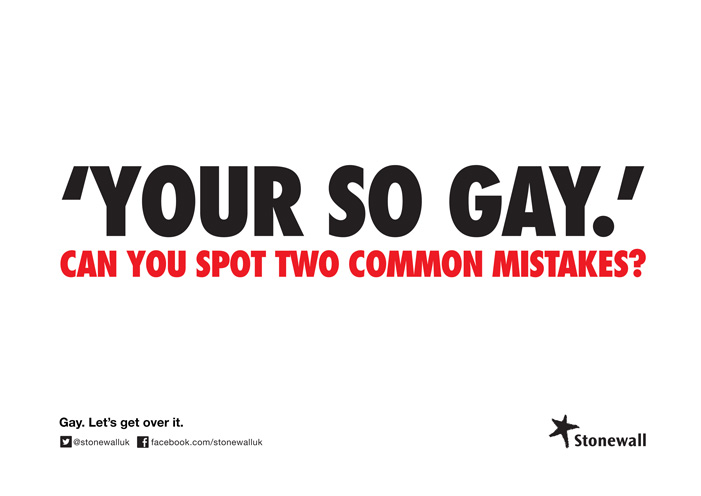 ‘YOUR SO GAY.’
CAN YOU SPOT TWO COMMON MISTAKES?
Gay. Let’s get over it.
@stonewalluk facebook.com/stonewalluk
Stonewall